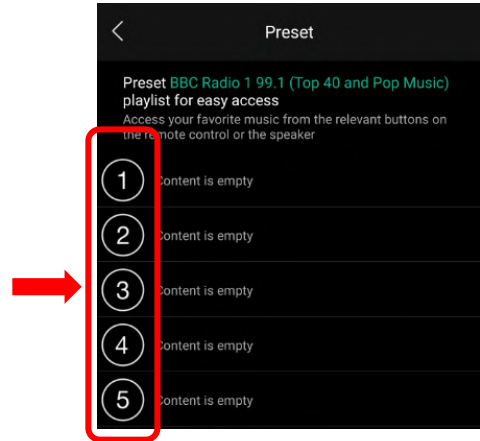 Preset
Preset BBC Radio 1 99.1 (Top 40 and Pop Music)
playlist for easy access
Access your favorite music from the relevant buttons on
the remote control or the speaker
1 Content is empty
2 Content is empty
3 Content is empty
4 Content is empty
5 Content is empty